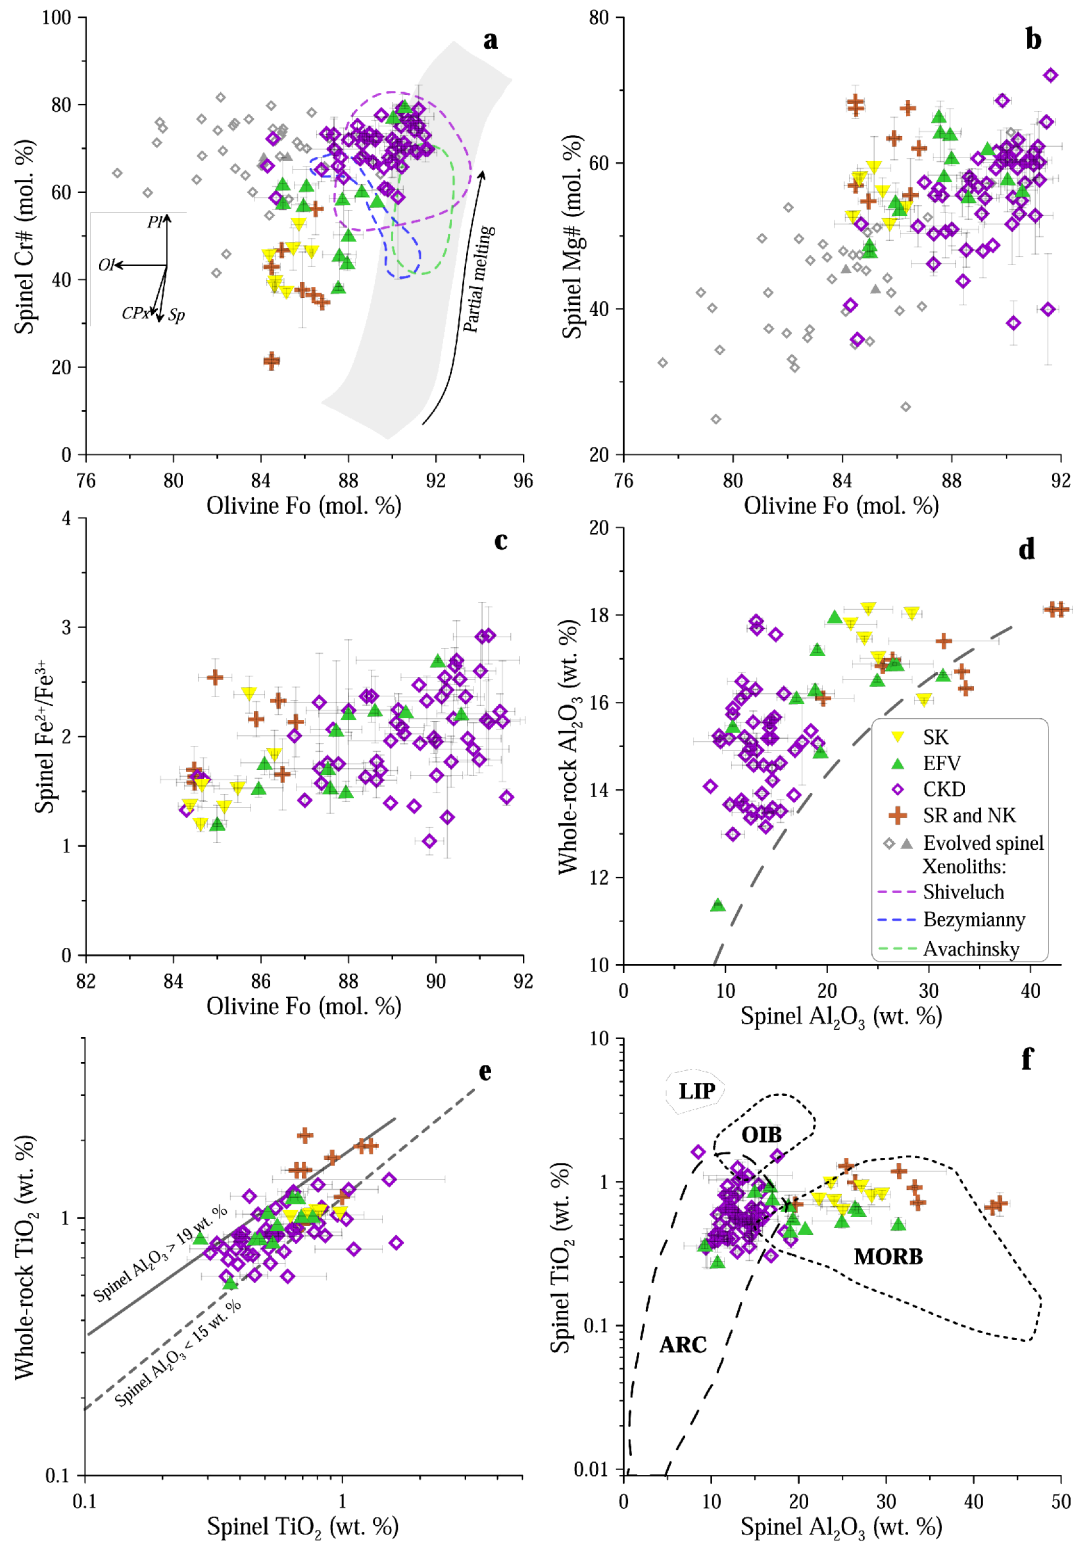 a
Spinel Cr# (mol. %)
100
80
60
40
20
0
Pl
Ol
CPx
Sp
Partial melting
76 80 84 88 92 96
Olivine Fo (mol. %)
b
Spinel Mg# (mol. %)
80
60
40
20
76 80 84 88 92
Olivine Fo (mol. %)
c
Spinel Fe²⁺/Fe³⁺
4
3
2
1
0
82 84 86 88 90 92
Olivine Fo (mol. %)
d
Whole-rock Al₂O₃ (wt. %)
20
18
16
14
12
10
SK
EFV
CKD
SR and NK
Evolved spinel
Xenoliths:
Shiveluch
Bezymianny
Avachinsky
0 10 20 30 40
Spinel Al₂O₃ (wt. %)
e
Whole-rock TiO₂ (wt. %)
1
0.1
Spinel Al₂O₃ > 19 wt. %
Spinel Al₂O₃ < 15 wt. %
0.1 1
Spinel TiO₂ (wt. %)
f
Spinel TiO₂ (wt. %)
10
1
0.1
0.01
LIP
OIB
MORB
ARC
0 10 20 30 40 50
Spinel Al₂O₃ (wt. %)